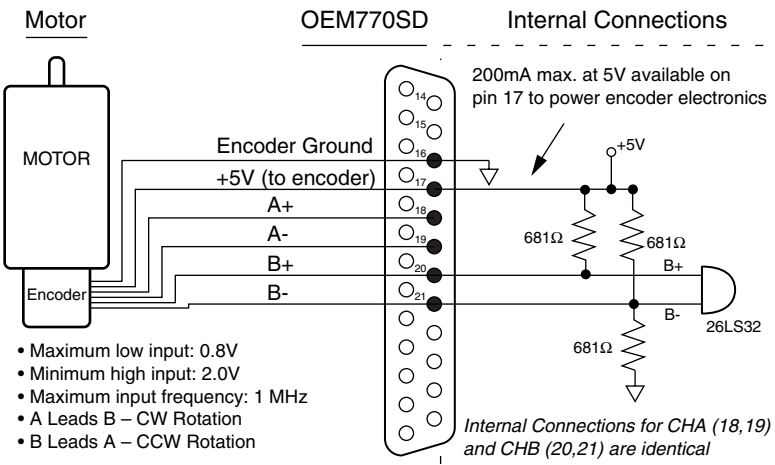 Motor
OEM770SD
Internal Connections
200mA max. at 5V available on
pin 17 to power encoder electronics
14
15
MOTOR
Encoder Ground
16
+5V
+5V (to encoder)
17
A+
18
A-
19
681Ω
681Ω
B+
20
B+
Encoder
B-
21
B-
26LS32
681Ω
• Maximum low input: 0.8V
• Minimum high input: 2.0V
• Maximum input frequency: 1 MHz
• A Leads B – CW Rotation
• B Leads A – CCW Rotation
Internal Connections for CHA (18,19)
and CHB (20,21) are identical